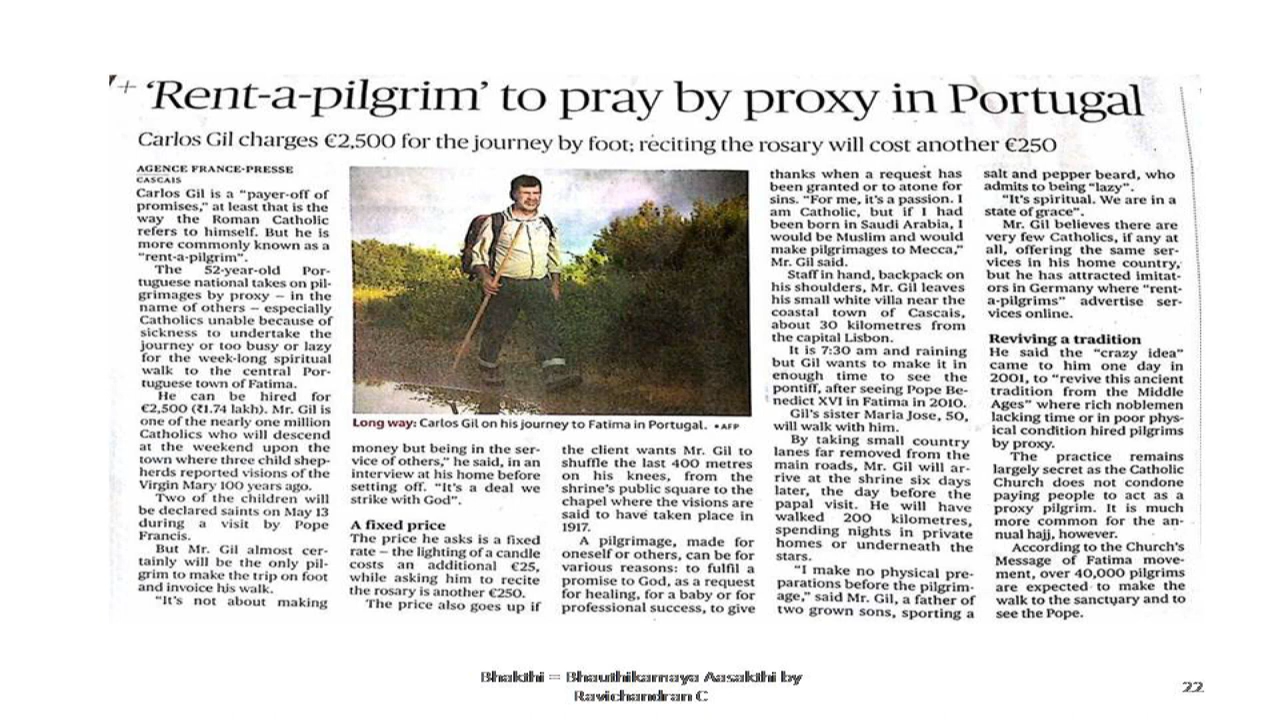 ‘Rent-a-pilgrim’ to pray by proxy in Portugal
Carlos Gil charges €2,500 for the journey by foot; reciting the rosary will cost another €250
AGENCE FRANCE-PRESSE
CASCAIS
Carlos Gil is a “payer-off of
promises,” at least that is the
way the Roman Catholic
refers to himself. But he is
more commonly known as a
“rent-a-pilgrim”.
The 52-year-old Por-
tuguese national takes on pil-
grimages by proxy – in the
name of others – especially
Catholics unable because of
sickness to undertake the
journey or too busy or lazy
for the week-long spiritual
walk to the central Por-
tuguese town of Fatima.
He can be hired for
€2,500 (₹1.74 lakh). Mr. Gil is
one of the nearly one million
Catholics who will descend
at the weekend upon the
town where three child shep-
herds reported visions of the
Virgin Mary 100 years ago.
Two of the children will
be declared saints on May 13
during a visit by Pope
Francis.
But Mr. Gil almost cer-
tainly will be the only pil-
grim to make the trip on foot
and invoice his walk.
“It’s not about making
Long way: Carlos Gil on his journey to Fatima in Portugal. •AFP
money but being in the ser-
vice of others,” he said, in an
interview at his home before
setting off. “It’s a deal we
strike with God”.
A fixed price
The price he asks is a fixed
rate – the lighting of a candle
costs an additional €25,
while asking him to recite
the rosary is another €250.
The price also goes up if
the client wants Mr. Gil to
shuffle the last 400 metres
on his knees, from the
shrine’s public square to the
chapel where the visions are
said to have taken place in
1917.
A pilgrimage, made for
oneself or others, can be for
various reasons: to fulfil a
promise to God, as a request
for healing, for a baby or for
professional success, to give
thanks when a request has
been granted or to atone for
sins. “For me, it’s a passion. I
am Catholic, but if I had
been born in Saudi Arabia, I
would be Muslim and would
make pilgrimages to Mecca,”
Mr. Gil said.
Staff in hand, backpack on
his shoulders, Mr. Gil leaves
his small white villa near the
coastal town of Cascais,
about 30 kilometres from
the capital Lisbon.
It is 7:30 am and raining
but Gil wants to make it in
enough time to see the
pontiff, after seeing Pope Be-
nedict XVI in Fatima in 2010.
Gil’s sister Maria Jose, 50,
will walk with him.
By taking small country
lanes far removed from the
main roads, Mr. Gil will ar-
rive at the shrine six days
later, the day before the
papal visit. He will have
walked 200 kilometres,
spending nights in private
homes or underneath the
stars.
“I make no physical pre-
parations before the pilgrim-
age,” said Mr. Gil, a father of
two grown sons, sporting a
salt and pepper beard, who
admits to being “lazy”.
“It’s spiritual. We are in a
state of grace”.
Mr. Gil believes there are
very few Catholics, if any at
all, offering the same ser-
vices in his home country,
but he has attracted imitat-
ors in Germany where “rent-
a-pilgrims” advertise ser-
vices online.
Reviving a tradition
He said the “crazy idea”
came to him one day in
2001, to “revive this ancient
tradition from the Middle
Ages” where rich noblemen
lacking time or in poor phys-
ical condition hired pilgrims
by proxy.
The practice remains
largely secret as the Catholic
Church does not condone
paying people to act as a
proxy pilgrim. It is much
more common for the an-
nual hajj, however.
According to the Church’s
Message of Fatima move-
ment, over 40,000 pilgrims
are expected to make the
walk to the sanctuary and to
see the Pope.
Bhakthi = Bhauthikamaya Aasakthi by
Ravichandran C
22